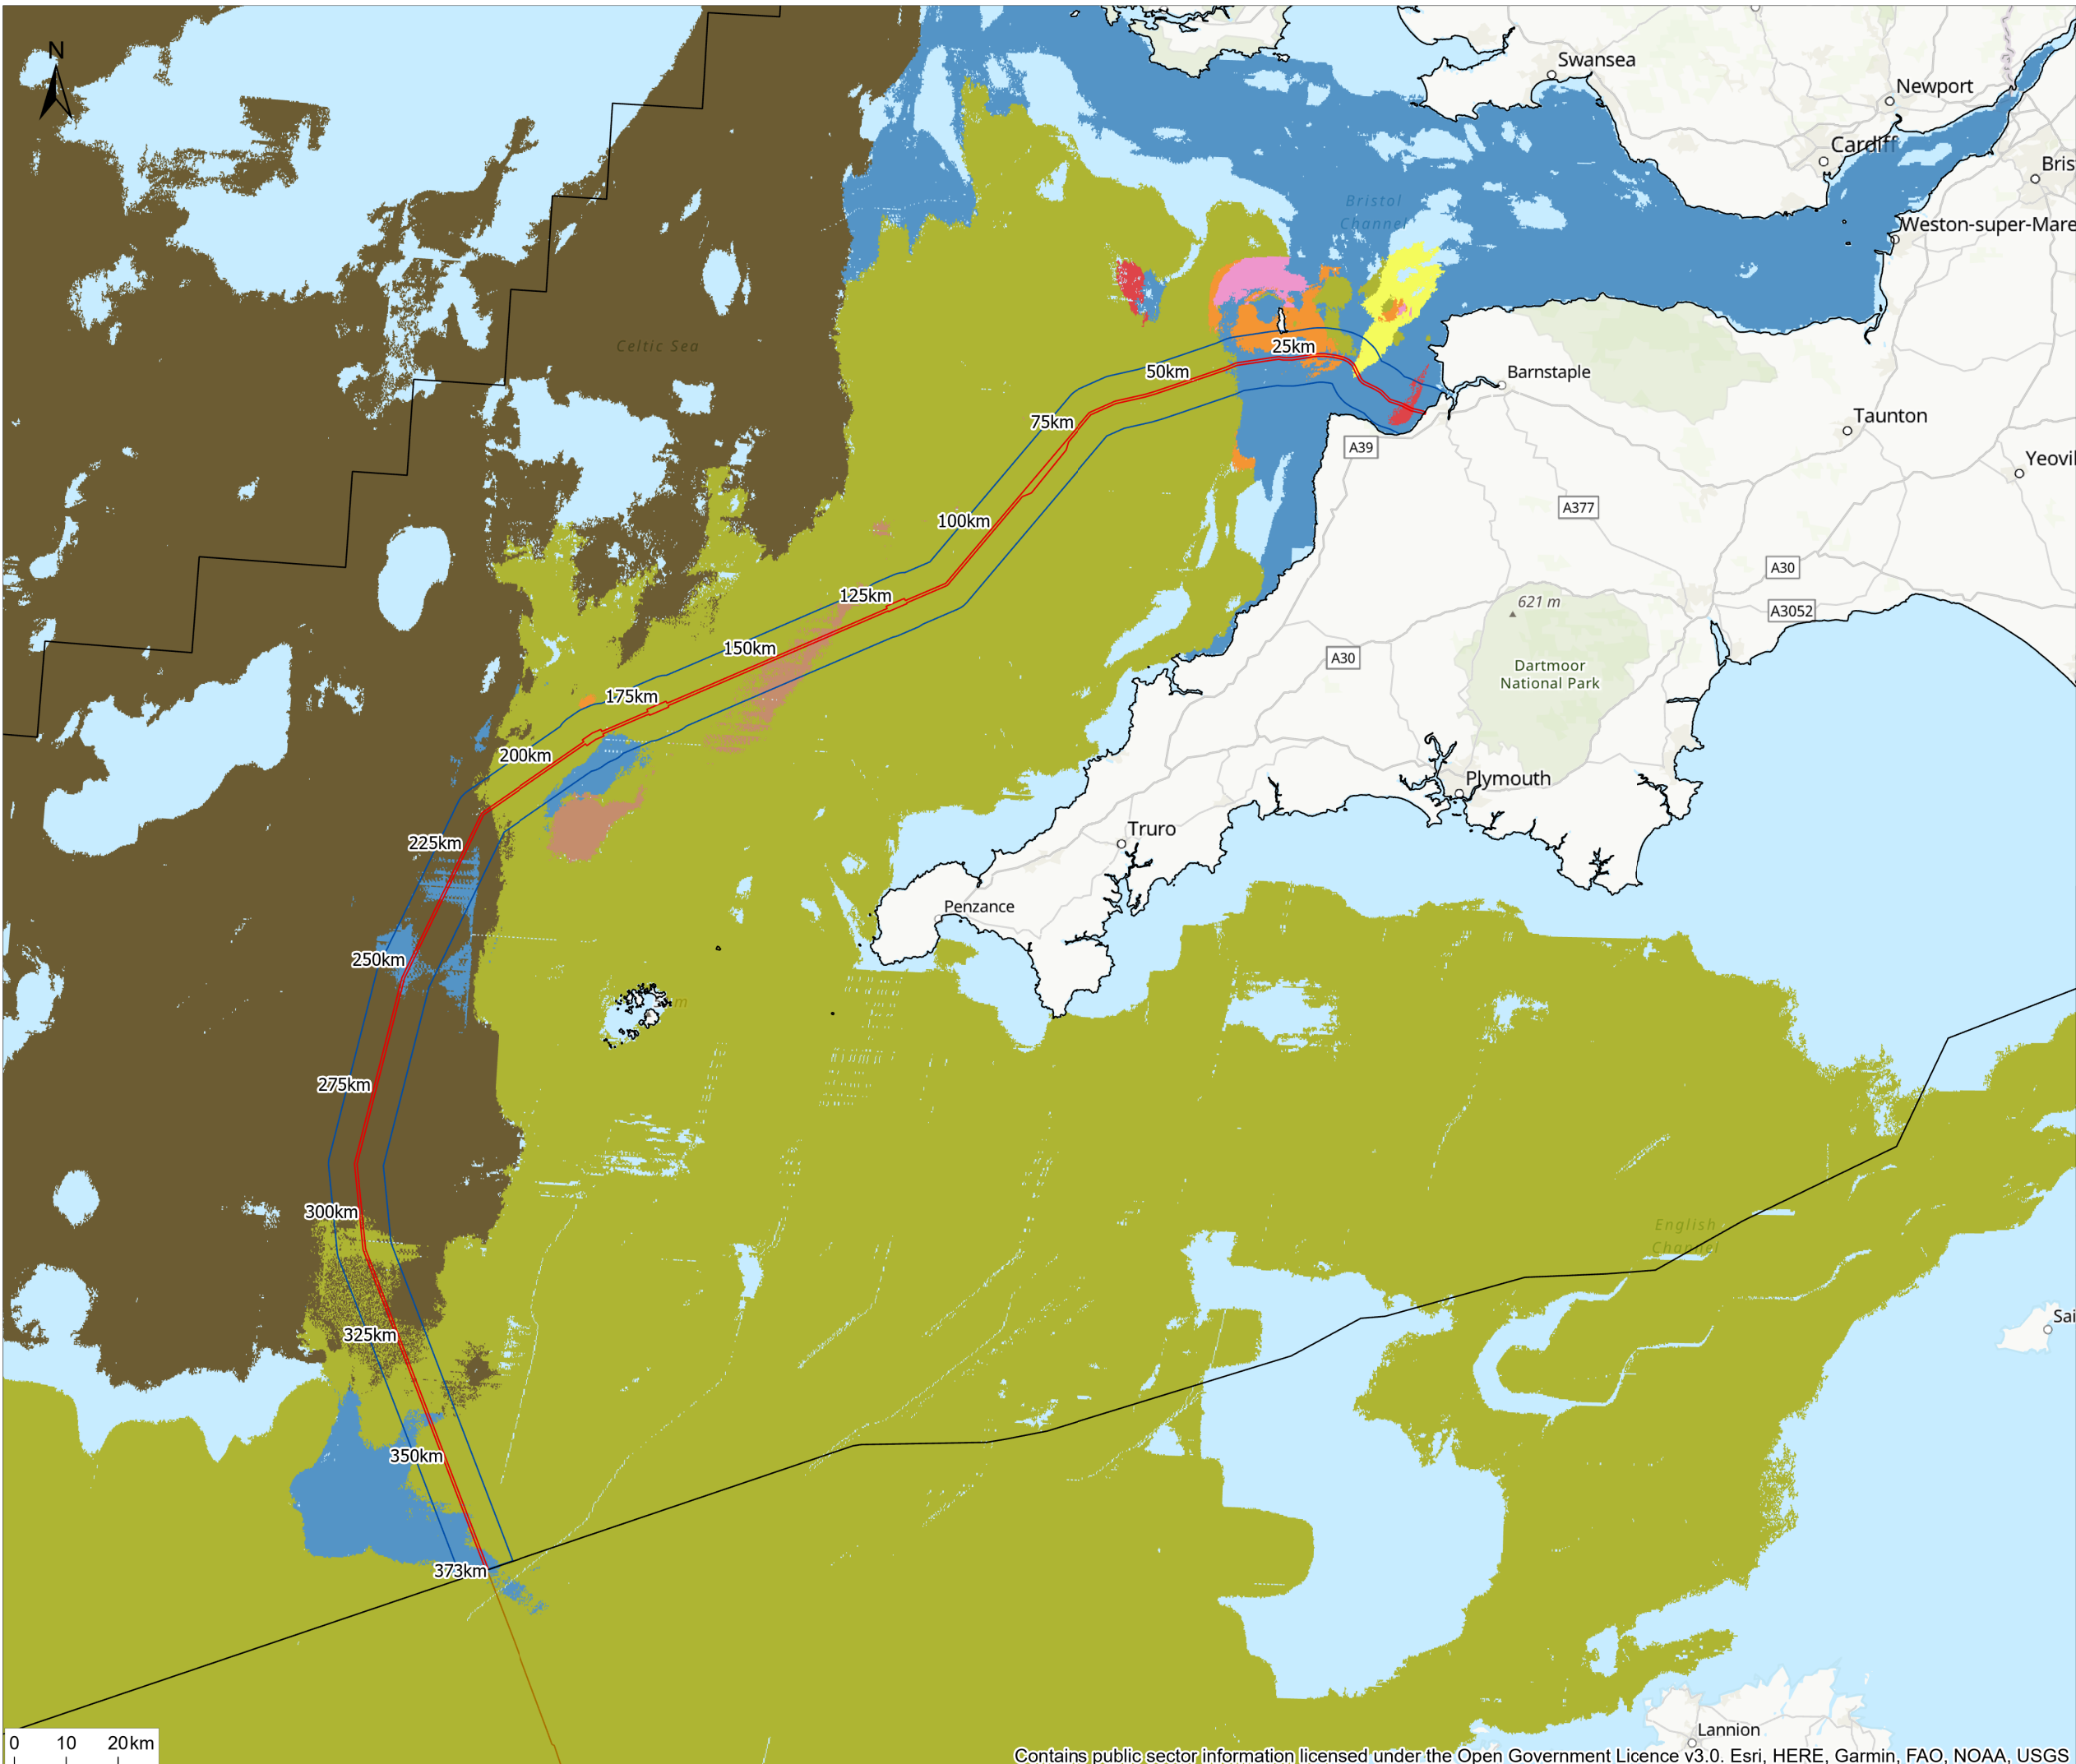 N
Swansea
Newport
Cardiff
Bris
Bristol
Channel
Weston-super-Mare
Celtic Sea
25km
50km
Barnstaple
75km
Taunton
A39
Yeovil
100km
A377
A30
125km
621 m
A3052
150km
A30
Dartmoor
National Park
175km
200km
Plymouth
225km
Truro
Penzance
250km
m
275km
300km
English
Channel
325km
Sai
350km
373km
Lannion
0 10 20km
Contains public sector information licensed under the Open Government Licence v3.0. Esri, HERE, Garmin, FAO, NOAA, USGS